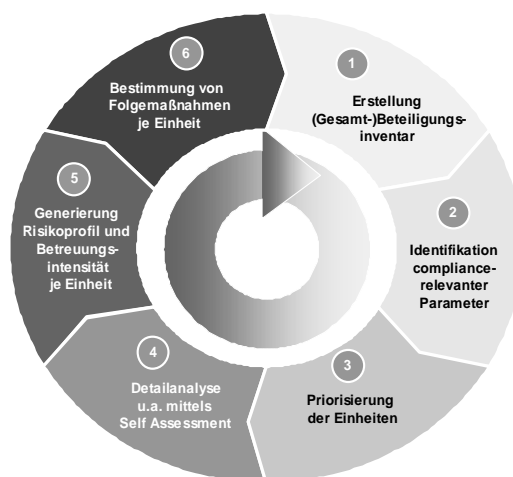 1
Erstellung
(Gesamt-)Beteiligungs-
inventar
2
Identifikation
compliance-
relevanter
Parameter
3
Priorisierung
der Einheiten
4
Detailanalyse
u.a. mittels
Self Assessment
5
Generierung
Risikoprofil und
Betreuungs-
intensität
je Einheit
6
Bestimmung von
Folgemaßnahmen
je Einheit